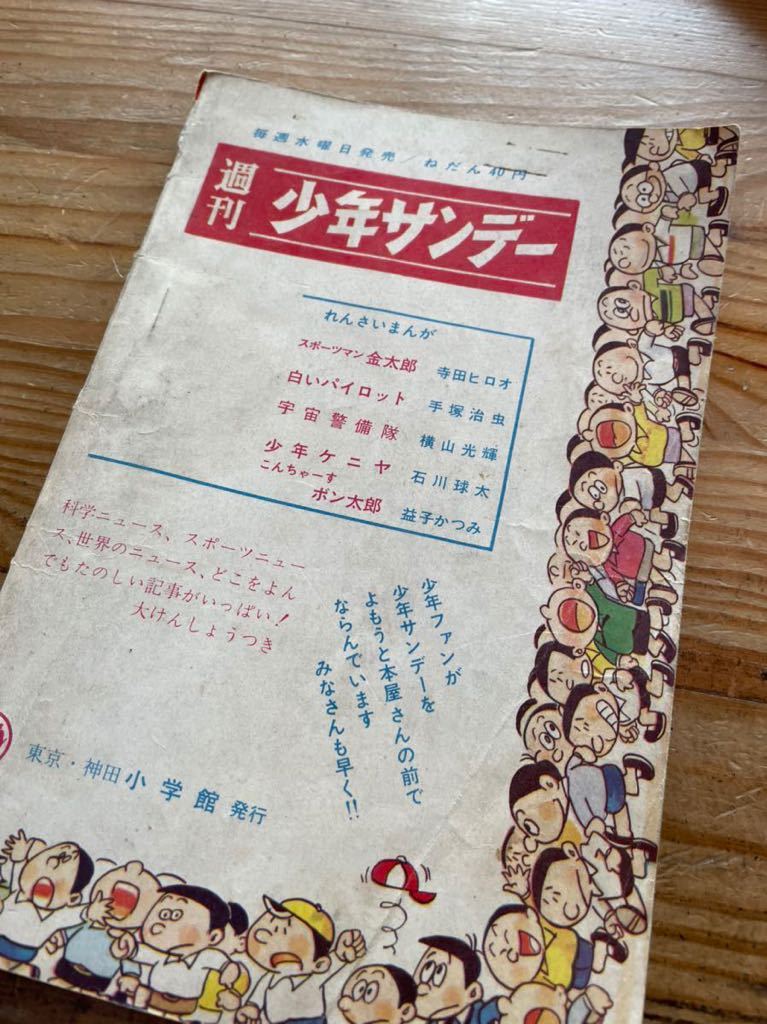 毎週水曜日発売／ねだん40円
週刊
少年サンデー
れんさいまんが
スポーツマン金太郎 寺田ヒロオ
白いパイロット 手塚治虫
宇宙警備隊 横山光輝
少年ケニヤ 石川球太
こんちゃーす
ポン太郎 益子かつみ
科学ニュース、スポーツニュー
ス、世界のニュース、どこをよん
でもたのしい記事がいっぱい！
大けんしょうつき
少年ファンが
少年サンデーを
よもうと本屋さんの前で
ならんでいます
みなさんも早く!!
東京・神田 小学館 発行